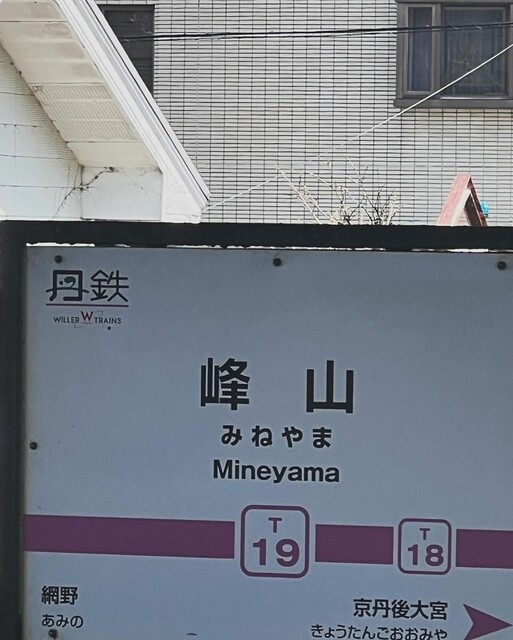 丹鉄
WILLER TRAINS
峰山
みねやま
Mineyama
T
19
T
18
網野
あみの
京丹後大宮
きょうたんごおおみや